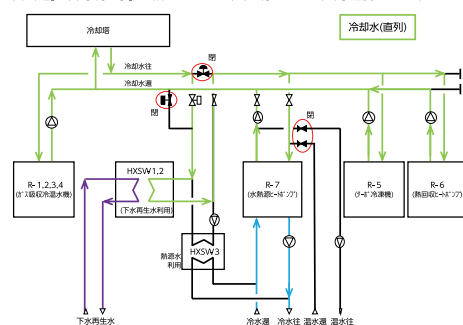 冷却塔
冷却水(直列)
閉
冷却水往
冷却水還
閉
閉
R-1,2,3,4
(ガス吸収冷温水機)
HXSW-1,2
(下水再生水利用)
R-7
(水熱源ヒートポンプ)
R-5
(ターボ冷凍機)
R-6
(熱回収ヒートポンプ)
熱源水
利用
HXSW-3
下水再生水
冷水還
冷水往
温水還
温水往